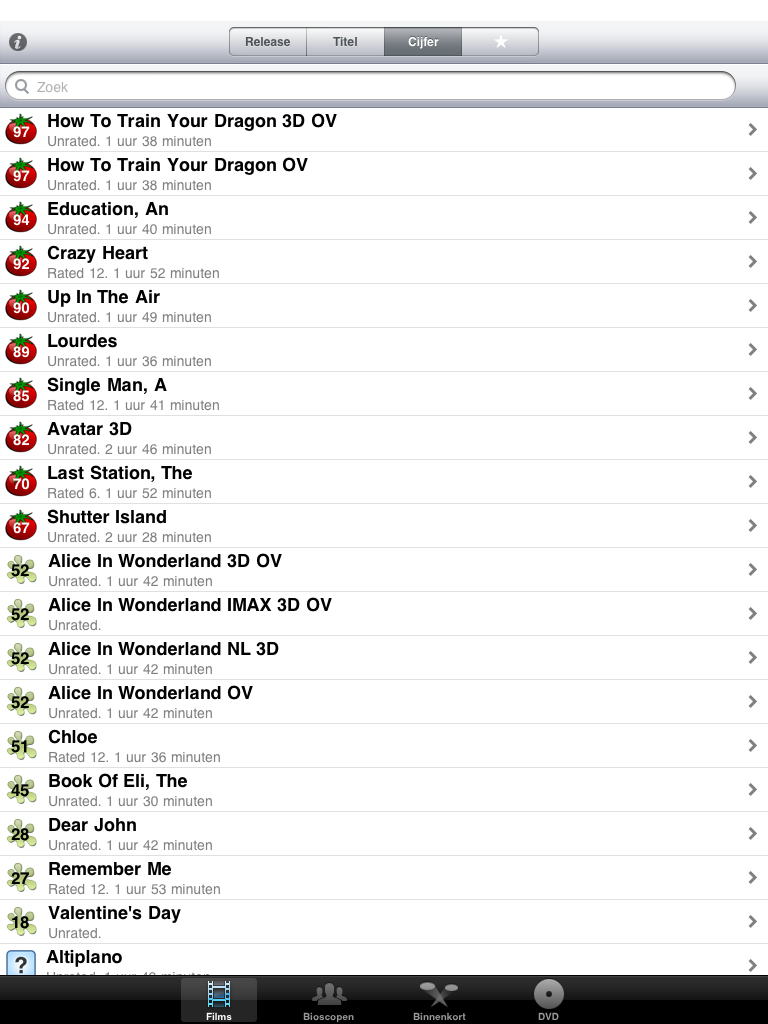 i
Release Titel Cijfer
Zoek
97 How To Train Your Dragon 3D OV
Unrated. 1 uur 38 minuten
97 How To Train Your Dragon OV
Unrated. 1 uur 38 minuten
94 Education, An
Unrated. 1 uur 40 minuten
92 Crazy Heart
Rated 12. 1 uur 52 minuten
90 Up In The Air
Unrated. 1 uur 49 minuten
89 Lourdes
Unrated. 1 uur 36 minuten
85 Single Man, A
Rated 12. 1 uur 41 minuten
82 Avatar 3D
Unrated. 2 uur 46 minuten
70 Last Station, The
Rated 6. 1 uur 52 minuten
67 Shutter Island
Unrated. 2 uur 28 minuten
52 Alice In Wonderland 3D OV
Unrated. 1 uur 42 minuten
52 Alice In Wonderland IMAX 3D OV
Unrated.
52 Alice In Wonderland NL 3D
Unrated. 1 uur 42 minuten
52 Alice In Wonderland OV
Unrated. 1 uur 42 minuten
51 Chloe
Rated 12. 1 uur 36 minuten
45 Book Of Eli, The
Unrated. 1 uur 30 minuten
28 Dear John
Unrated. 1 uur 42 minuten
27 Remember Me
Rated 12. 1 uur 53 minuten
18 Valentine's Day
Unrated.
? Altiplano
Films Bioscopen Binnenkort DVD